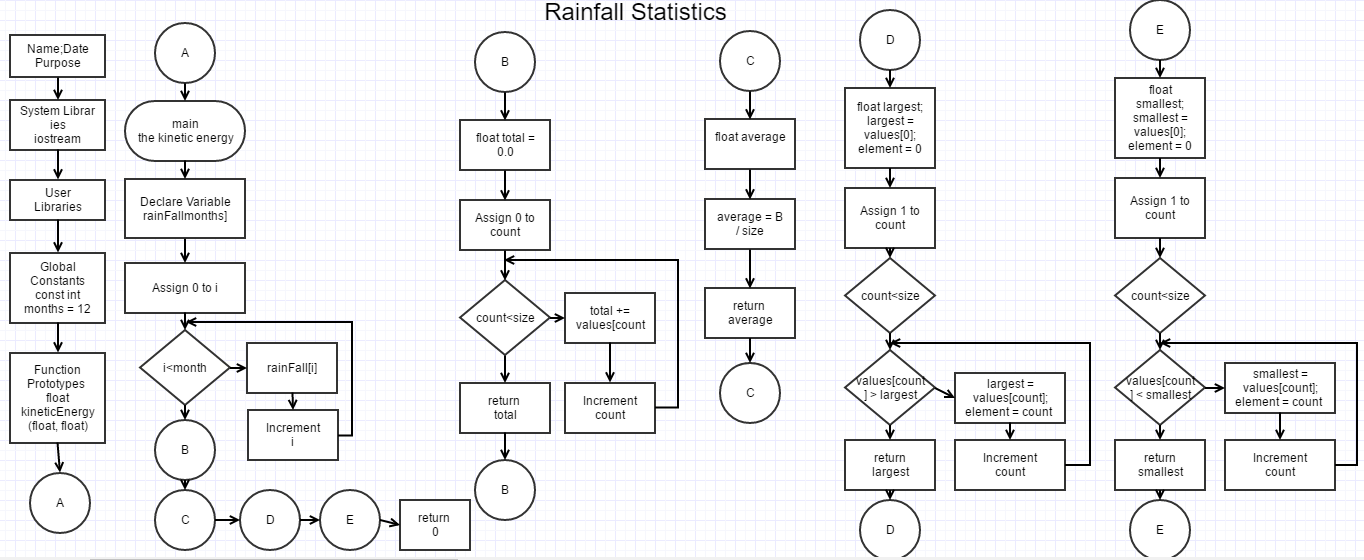 Rainfall Statistics
Name;Date
Purpose
System Librar
ies
iostream
User
Libraries
Global
Constants
const int
months = 12
Function
Prototypes
float
kineticEnergy
(float, float)
A
A
main
the kinetic energy
Declare Variable
rainFallmonths]
Assign 0 to i
i<month
rainFall[i]
Increment
i
B
C
D
E
return
0
B
float total =
0.0
Assign 0 to
count
count<size
total +=
values[count
Increment
count
return
total
B
C
float average
average = B
/ size
return
average
C
D
float largest;
largest =
values[0];
element = 0
Assign 1 to
count
count<size
values[count
] > largest
largest =
values[count];
element = count
Increment
count
return
largest
D
E
float
smallest;
smallest =
values[0];
element = 0
Assign 1 to
count
count<size
values[count
] < smallest
smallest =
values[count];
element = count
Increment
count
return
smallest
E